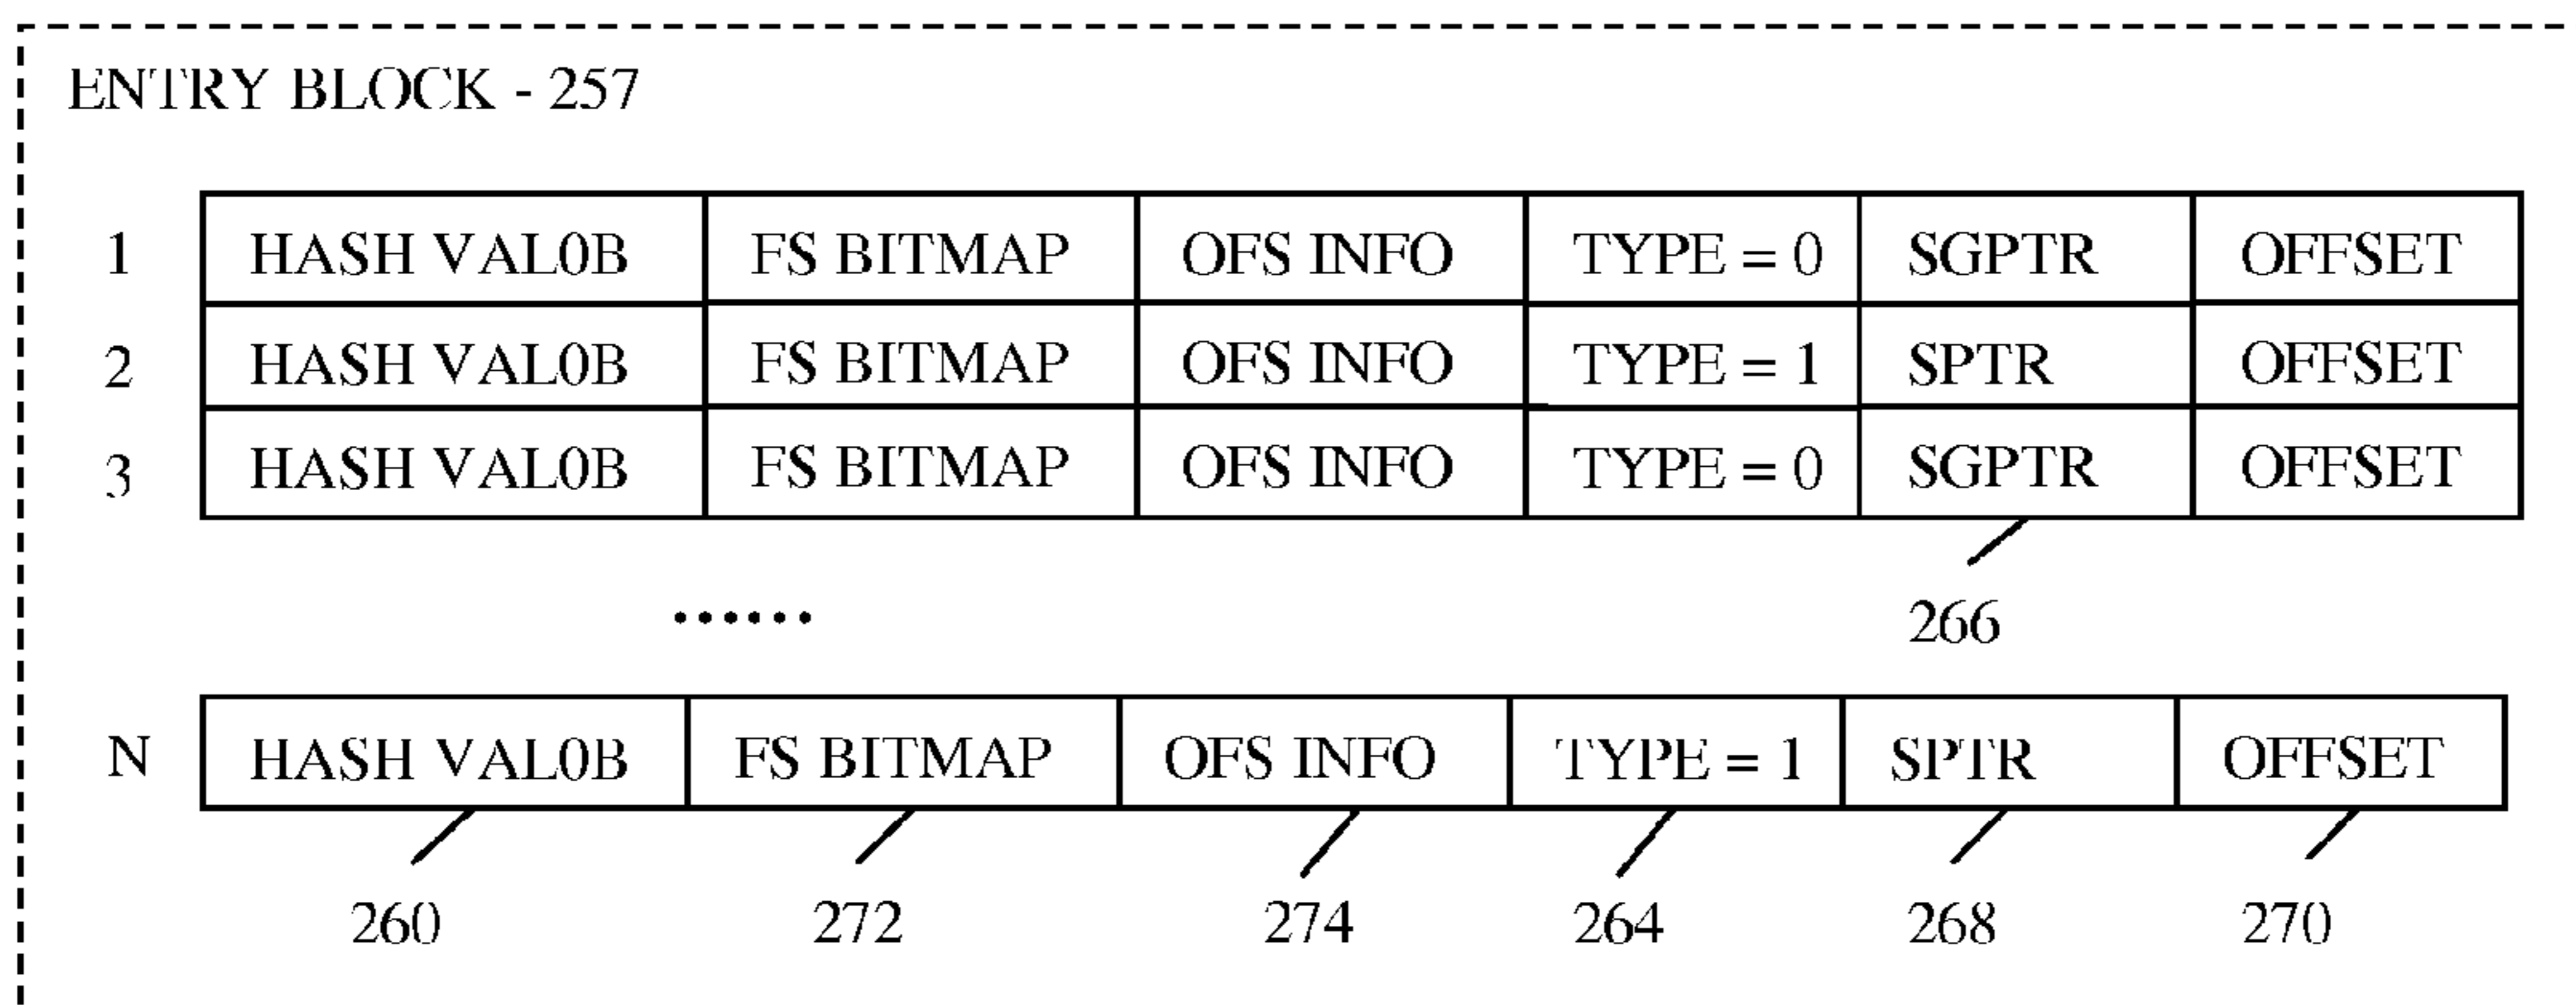 ENTRY BLOCK - 257
1 HASH VAL0B FS BITMAP OFS INFO TYPE = 0 SGPTR OFFSET
2 HASH VAL0B FS BITMAP OFS INFO TYPE = 1 SPTR OFFSET
3 HASH VAL0B FS BITMAP OFS INFO TYPE = 0 SGPTR OFFSET
266
......
N HASH VAL0B FS BITMAP OFS INFO TYPE = 1 SPTR OFFSET
260 272 274 264 268 270